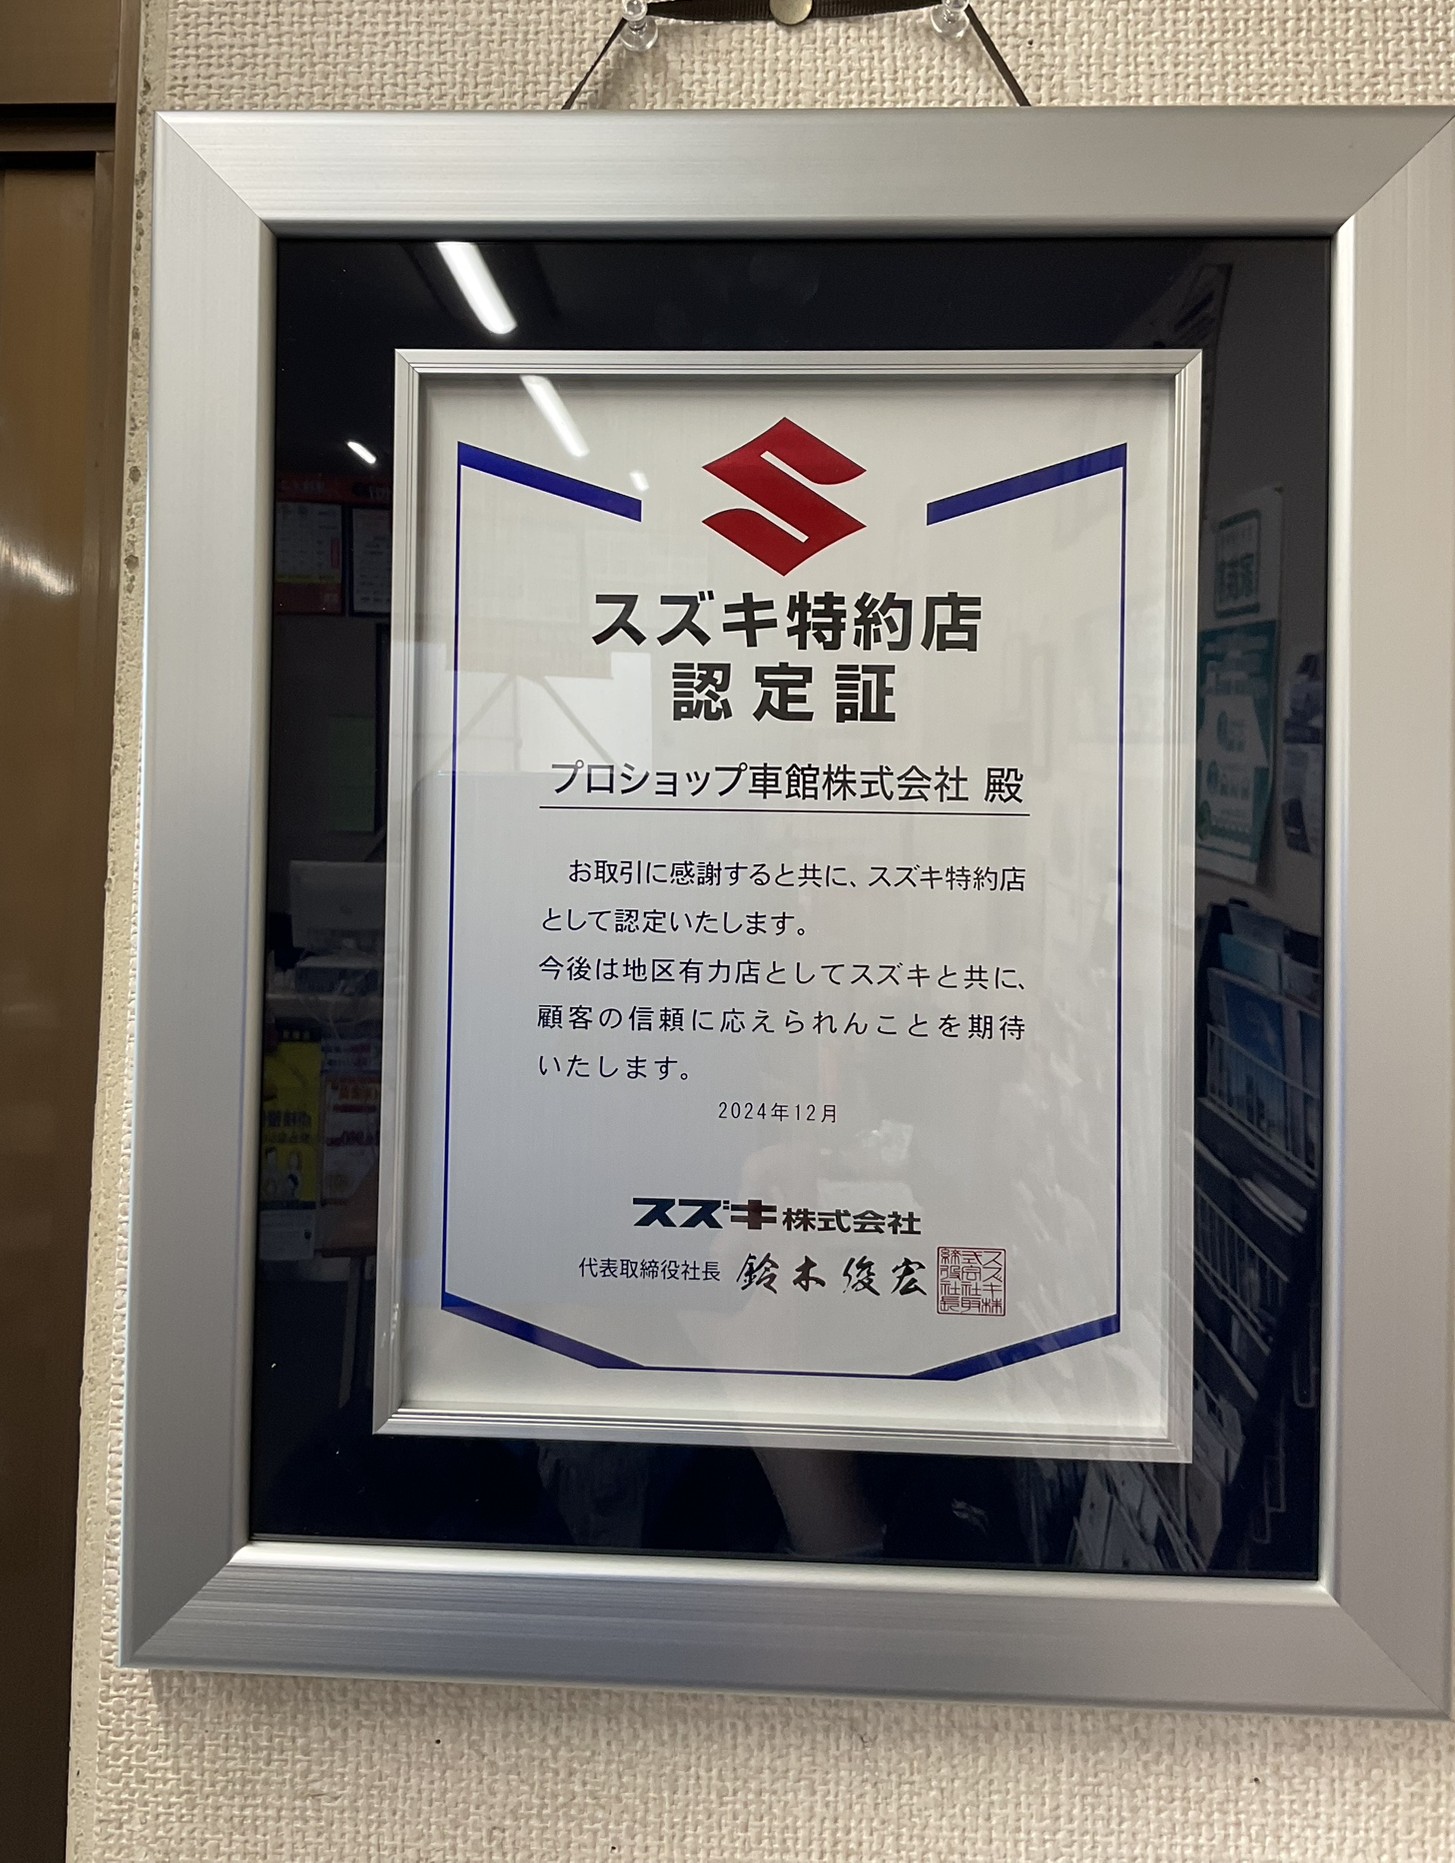 スズキ特約店
認定証
プロショップ車館株式会社 殿
お取引に感謝すると共に、スズキ特約店
として認定いたします。
今後は地区有力店としてスズキと共に、
顧客の信頼に応えられんことを期待
いたします。
2024年12月
スズキ株式会社
代表取締役社長 鈴木俊宏